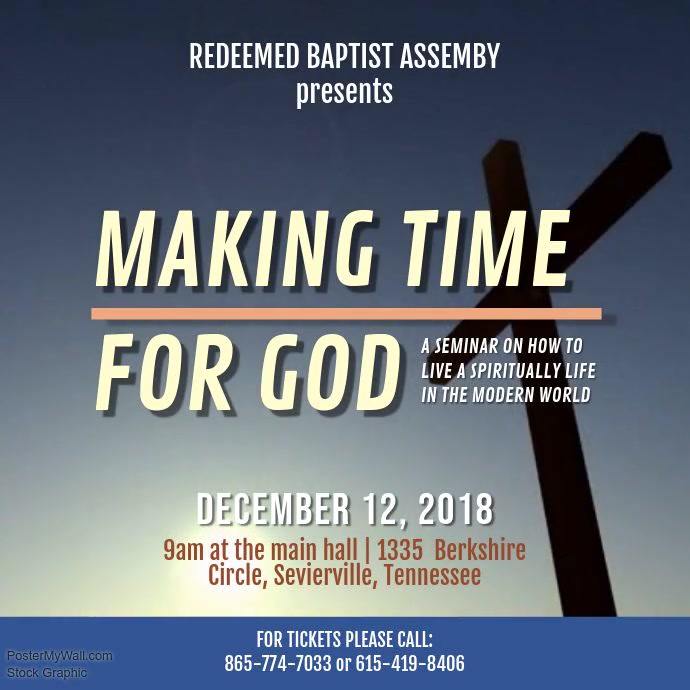 REDEEMED BAPTIST ASSEMBY
presents
MAKING TIME
FOR GOD
A SEMINAR ON HOW TO
LIVE A SPIRITUALLY LIFE
IN THE MODERN WORLD
DECEMBER 12, 2018
9am at the main hall | 1335 Berkshire
Circle, Sevierville, Tennessee
FOR TICKETS PLEASE CALL:
865-774-7033 or 615-419-8406
PosterMyWall.com
Stock Graphic